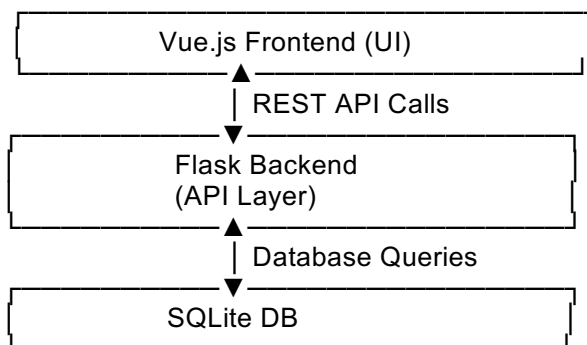 Vue.js Frontend (UI)
REST API Calls
Flask Backend
(API Layer)
Database Queries
SQLite DB